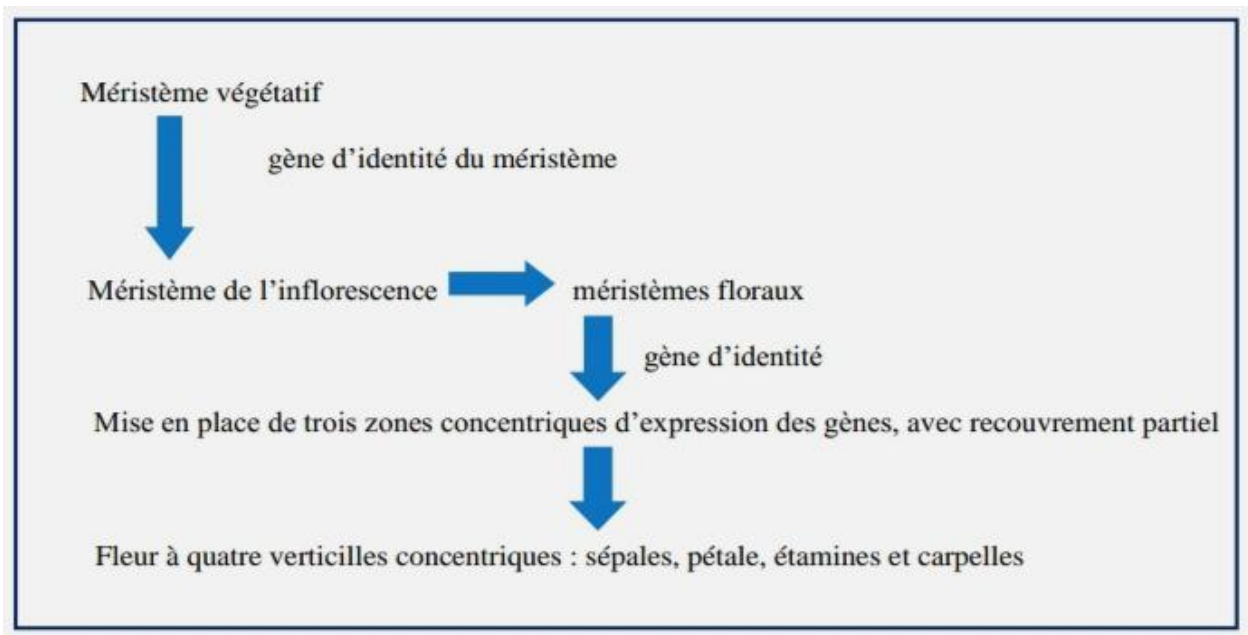 Méristème végétatif
gène d’identité du méristème
Méristème de l’inflorescence
méristèmes floraux
gène d’identité
Mise en place de trois zones concentriques d’expression des gènes, avec recouvrement partiel
Fleur à quatre verticilles concentriques : sépales, pétale, étamines et carpelles